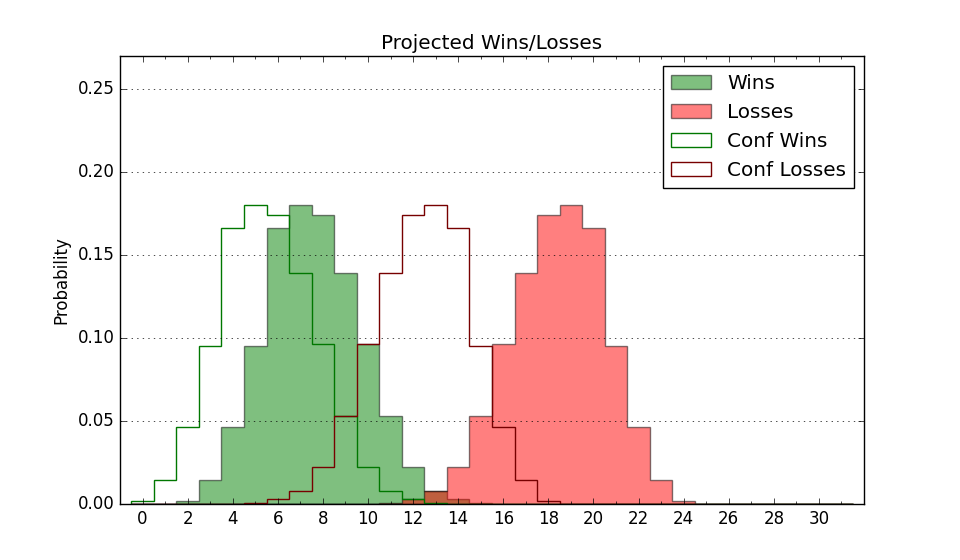 Projected Wins/Losses
Wins
Losses
Conf Wins
Conf Losses
Probability
0.25
0.20
0.15
0.10
0.05
0.00
0 2 4 6 8 10 12 14 16 18 20 22 24 26 28 30